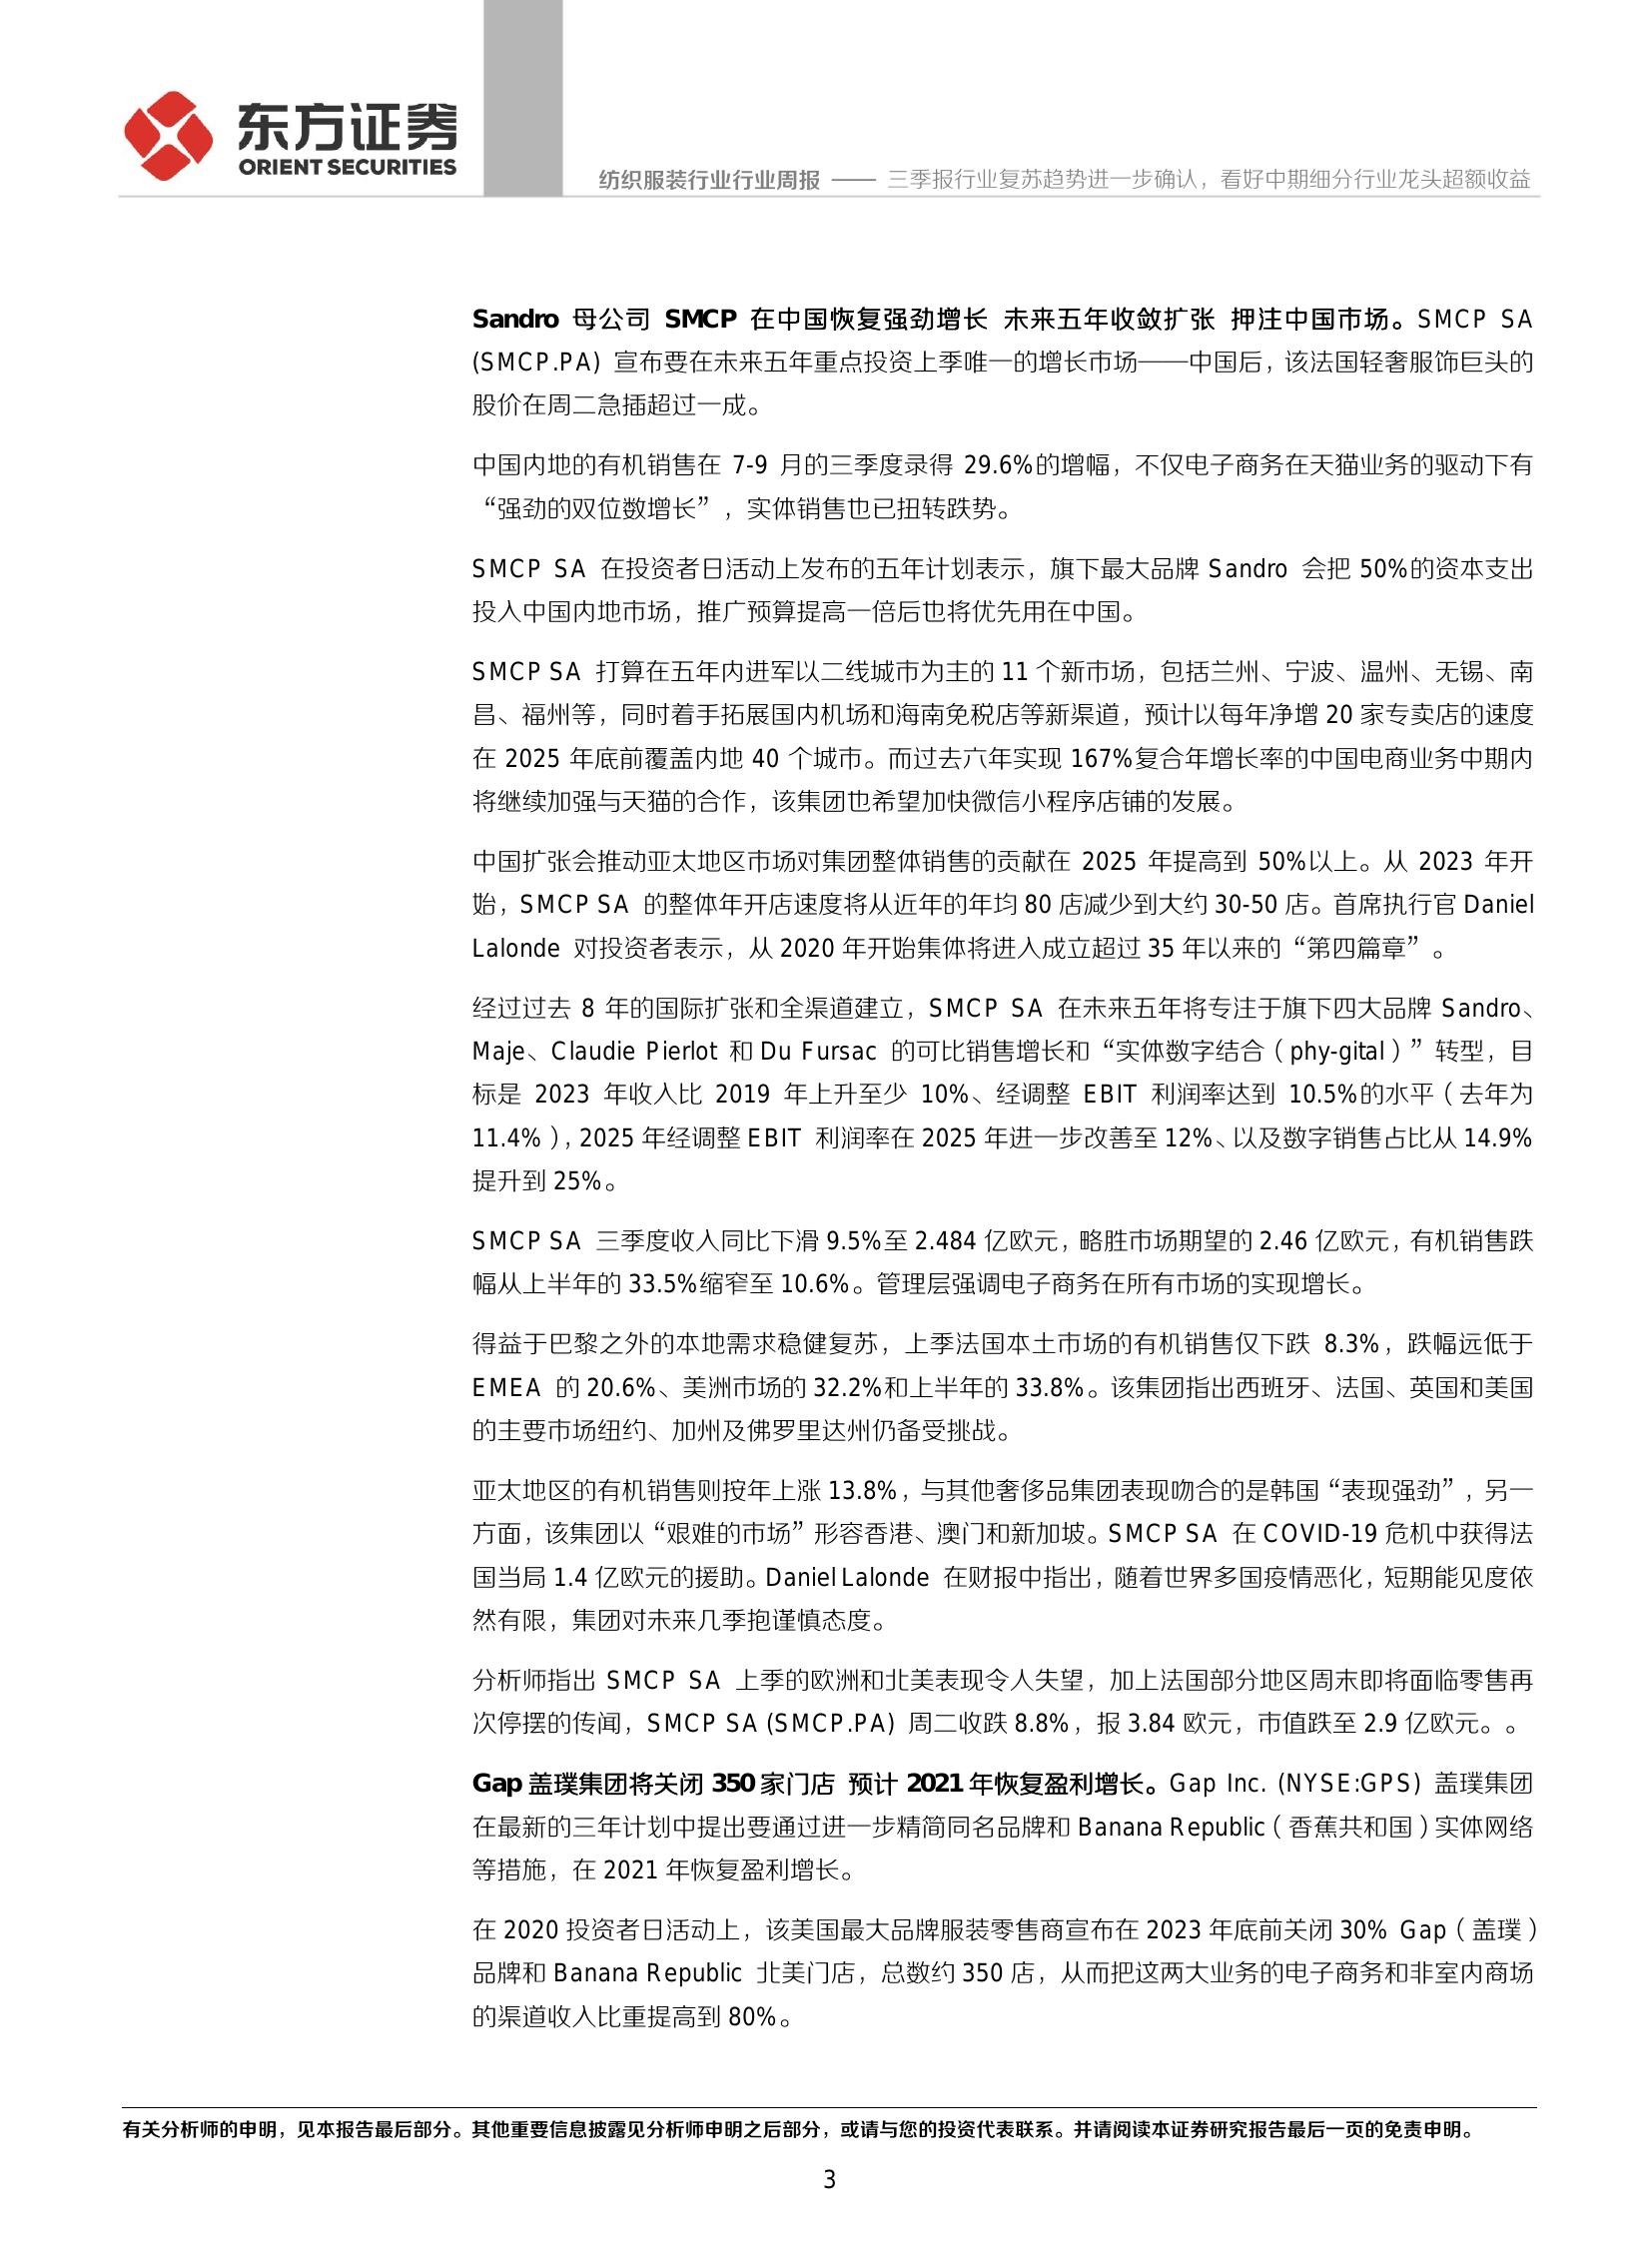 东方证券
ORIENT SECURITIES
纺织服装行业行业周报 —— 三季报行业复苏趋势进一步确认，看好中期细分行业龙头超额收益
Sandro 母公司 SMCP 在中国恢复强劲增长 未来五年收敛扩张 押注中国市场。SMCP SA
(SMCP.PA) 宣布要在未来五年重点投资上季唯一的增长市场——中国后，该法国轻奢服饰巨头的
股价在周二急插超过一成。
中国内地的有机销售在 7-9 月的三季度录得 29.6%的增幅，不仅电子商务在天猫业务的驱动下有
“强劲的双位数增长”，实体销售也已扭转跌势。
SMCP SA 在投资者日活动上发布的五年计划表示，旗下最大品牌 Sandro 会把 50%的资本支出
投入中国内地市场，推广预算提高一倍后也将优先用在中国。
SMCP SA 打算在五年内进军以二线城市为主的 11 个新市场，包括兰州、宁波、温州、无锡、南
昌、福州等，同时着手拓展国内机场和海南免税店等新渠道，预计以每年净增 20 家专卖店的速度
在 2025 年底前覆盖内地 40 个城市。而过去六年实现 167%复合年增长率的中国电商业务中期内
将继续加强与天猫的合作，该集团也希望加快微信小程序店铺的发展。
中国扩张会推动亚太地区市场对集团整体销售的贡献在 2025 年提高到 50%以上。从 2023 年开
始，SMCP SA 的整体年开店速度将从近年的年均 80 店减少到大约 30-50 店。首席执行官 Daniel
Lalonde 对投资者表示，从 2020 年开始集体将进入成立超过 35 年以来的“第四篇章”。
经过过去 8 年的国际扩张和全渠道建立，SMCP SA 在未来五年将专注于旗下四大品牌 Sandro、
Maje、Claudie Pierlot 和 Du Fursac 的可比销售增长和“实体数字结合（phy-gital）”转型，目
标是 2023 年收入比 2019 年上升至少 10%、经调整 EBIT 利润率达到 10.5%的水平（去年为
11.4%），2025 年经调整 EBIT 利润率在 2025 年进一步改善至 12%、以及数字销售占比从 14.9%
提升到 25%。
SMCP SA 三季度收入同比下滑 9.5%至 2.484 亿欧元，略胜市场期望的 2.46 亿欧元，有机销售跌
幅从上半年的 33.5%缩窄至 10.6%。管理层强调电子商务在所有市场的实现增长。
得益于巴黎之外的本地需求稳健复苏，上季法国本土市场的有机销售仅下跌 8.3%，跌幅远低于
EMEA 的 20.6%、美洲市场的 32.2%和上半年的 33.8%。该集团指出西班牙、法国、英国和美国
的主要市场纽约、加州及佛罗里达州仍备受挑战。
亚太地区的有机销售则按年上涨 13.8%，与其他奢侈品集团表现吻合的是韩国“表现强劲”，另一
方面，该集团以“艰难的市场”形容香港、澳门和新加坡。SMCP SA 在 COVID-19 危机中获得法
国当局 1.4 亿欧元的援助。Daniel Lalonde 在财报中指出，随着世界多国疫情恶化，短期能见度依
然有限，集团对未来几季抱谨慎态度。
分析师指出 SMCP SA 上季的欧洲和北美表现令人失望，加上法国部分地区周末即将面临零售再
次停摆的传闻，SMCP SA (SMCP.PA) 周二收跌 8.8%，报 3.84 欧元，市值跌至 2.9 亿欧元。。
Gap 盖璞集团将关闭 350 家门店 预计 2021 年恢复盈利增长。Gap Inc. (NYSE:GPS) 盖璞集团
在最新的三年计划中提出要通过进一步精简同名品牌和 Banana Republic（香蕉共和国）实体网络
等措施，在 2021 年恢复盈利增长。
在 2020 投资者日活动上，该美国最大品牌服装零售商宣布在 2023 年底前关闭 30% Gap（盖璞）
品牌和 Banana Republic 北美门店，总数约 350 店，从而把这两大业务的电子商务和非室内商场
的渠道收入比重提高到 80%。
有关分析师的申明，见本报告最后部分。其他重要信息披露见分析师申明之后部分，或请与您的投资代表联系。并请阅读本证券研究报告最后一页的免责申明。
3